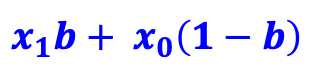 x₁b + x₀(1 − b)